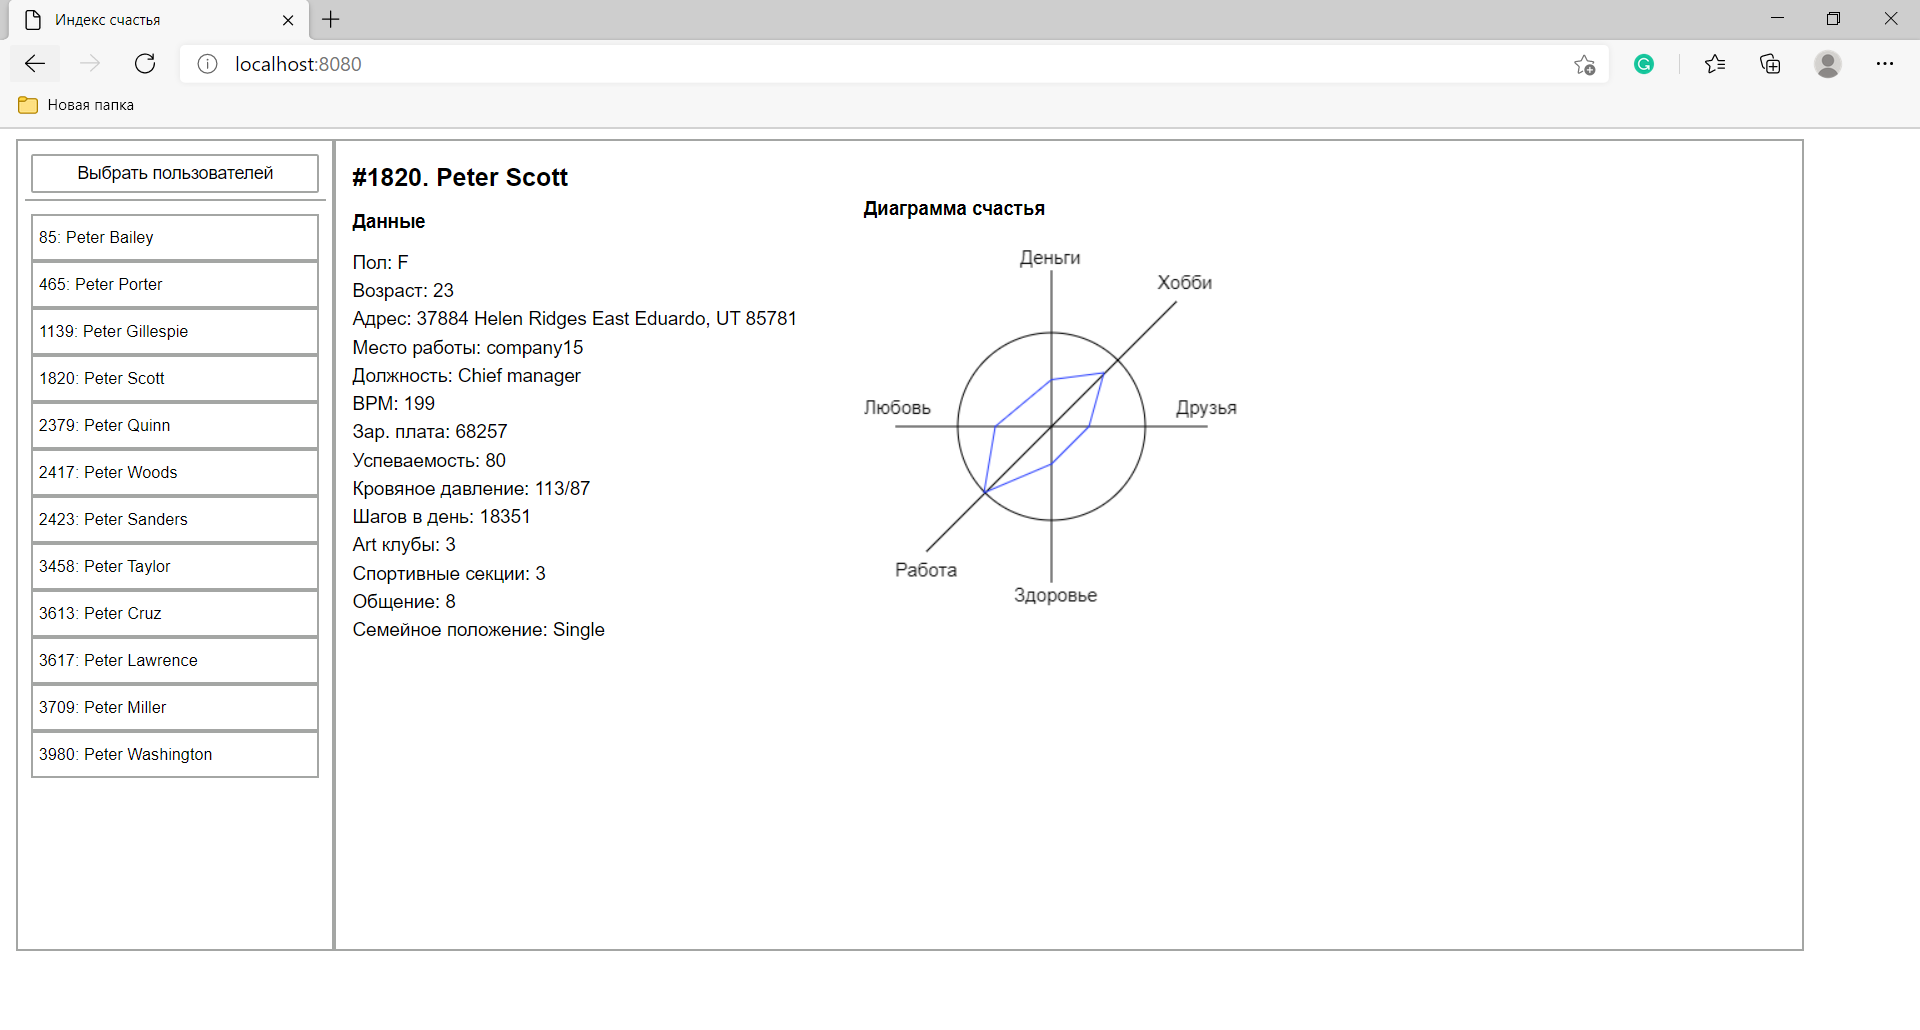 Индекс счастья
localhost:8080
Новая папка
Выбрать пользователей
85: Peter Bailey
465: Peter Porter
1139: Peter Gillespie
1820: Peter Scott
2379: Peter Quinn
2417: Peter Woods
2423: Peter Sanders
3458: Peter Taylor
3613: Peter Cruz
3617: Peter Lawrence
3709: Peter Miller
3980: Peter Washington
#1820. Peter Scott
Данные
Пол: F
Возраст: 23
Адрес: 37884 Helen Ridges East Eduardo, UT 85781
Место работы: company15
Должность: Chief manager
BPM: 199
Зар. плата: 68257
Успеваемость: 80
Кровяное давление: 113/87
Шагов в день: 18351
Art клубы: 3
Спортивные секции: 3
Общение: 8
Семейное положение: Single
Диаграмма счастья
Деньги
Хобби
Любовь
Друзья
Работа
Здоровье